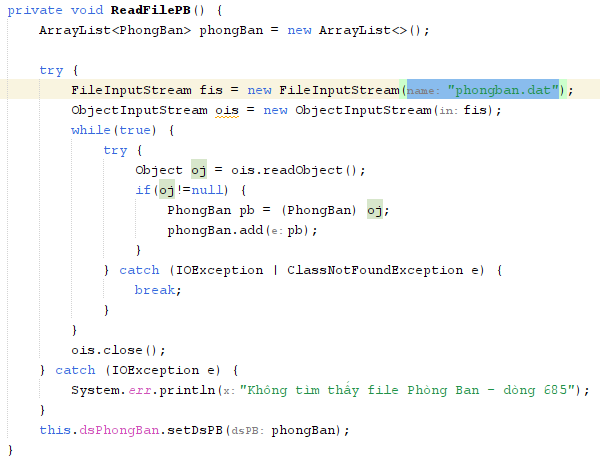 private void ReadFilePB() {
    ArrayList<PhongBan> phongBan = new ArrayList<>();
    try {
        FileInputStream fis = new FileInputStream(name: "phongban.dat");
        ObjectInputStream ois = new ObjectInputStream(in: fis);
        while(true) {
            try {
                Object oj = ois.readObject();
                if(oj!=null) {
                    PhongBan pb = (PhongBan) oj;
                    phongBan.add(e: pb);
                }
            } catch (IOException | ClassNotFoundException e) {
                break;
            }
        }
        ois.close();
    } catch (IOException e) {
        System.err.println(x: "Không tìm thấy file Phòng Ban - dòng 685");
    }
    this.dsPhongBan.setDsPB(dsPB: phongBan);
}